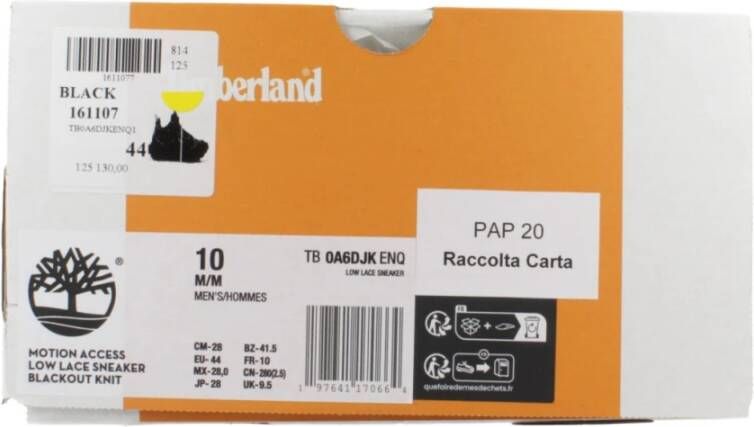 814
125
1611077
BLACK
161107
TB0A6DJKENQ1
44
125 130,00
berland
PAP 20
Raccolta Carta
10
M/M
MEN'S/HOMMES
TB 0A6DJK ENQ
LOW LACE SNEAKER
CM-28 BZ-41.5
EU-44 FR-10
MX-28,0 CN-280(2.5)
JP-28 UK-9.5
1 97641 17066 4
MOTION ACCESS
LOW LACE SNEAKER
BLACKOUT KNIT
FR
quefairedemesdechets.fr